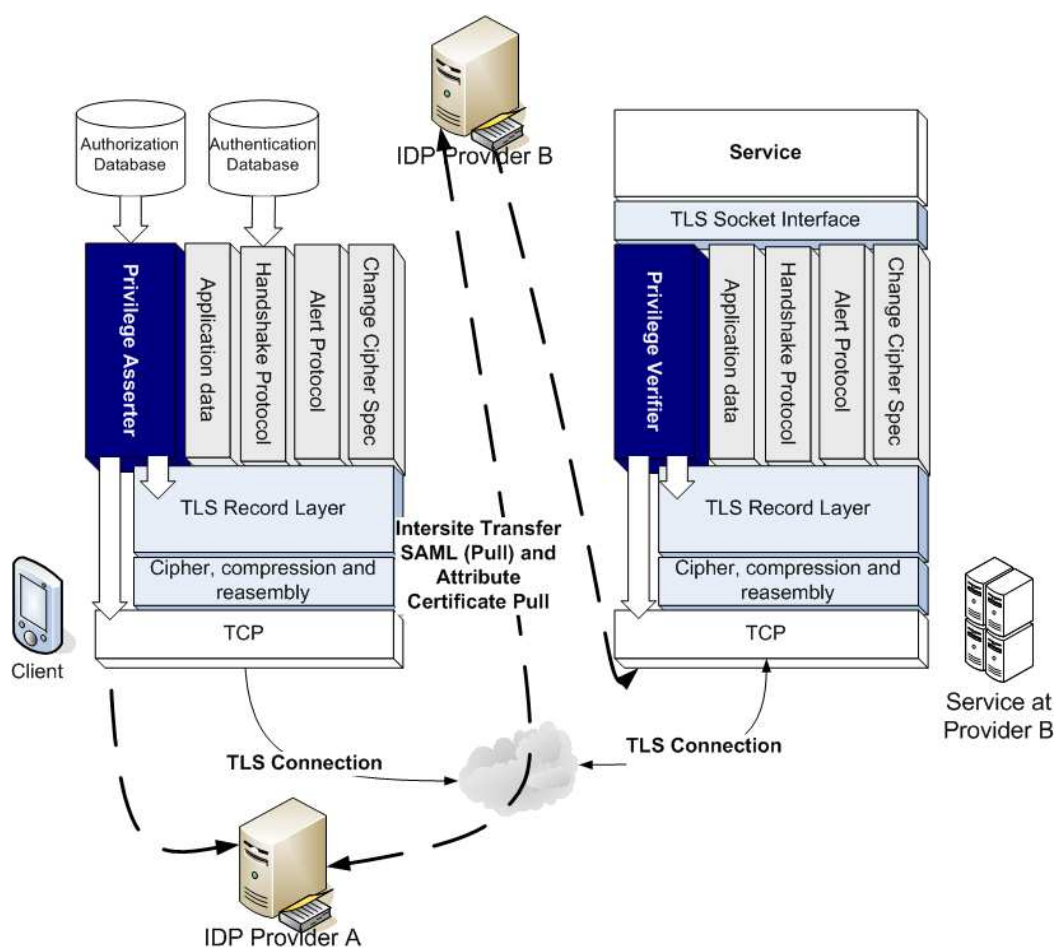 IDP Provider B
Authorization
Database
Authentication
Database
Service
TLS Socket Interface
Privilege Asserter
Application data
Handshake Protocol
Alert Protocol
Change Cipher Spec
Privilege Verifier
Application data
Handshake Protocol
Alert Protocol
Change Cipher Spec
TLS Record Layer
Intersite Transfer
SAML (Pull) and
Attribute
Certificate Pull
TLS Record Layer
Cipher, compression and
reassembly
Cipher, compression and
reassembly
TCP
TCP
Client
Service at
Provider B
TLS Connection
TLS Connection
IDP Provider A